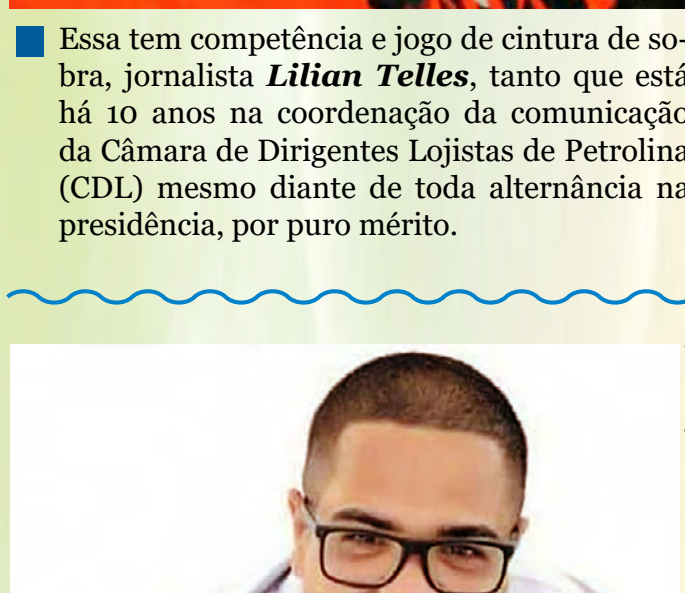 Essa tem competência e jogo de cintura de so-
bra, jornalista Lilian Telles, tanto que está
há 10 anos na coordenação da comunicação
da Câmara de Dirigentes Lojistas de Petrolina
(CDL) mesmo diante de toda alternância na
presidência, por puro mérito.